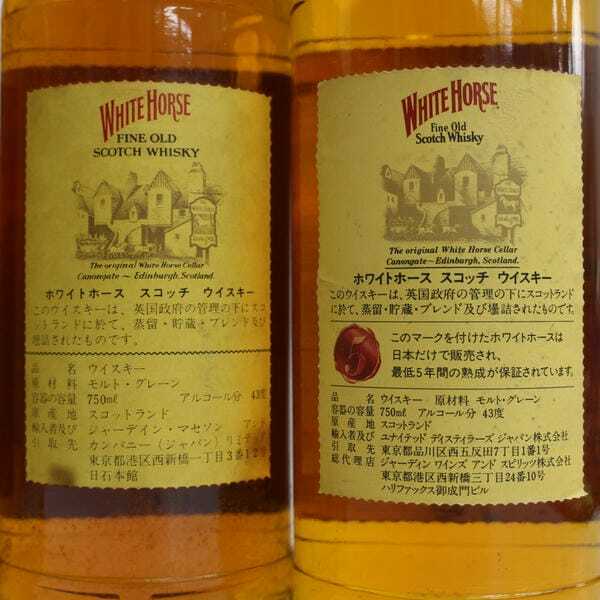 WHITE HORSE
FINE OLD
SCOTCH WHISKY
The original White Horse Cellar
Canongate ~ Edinburgh, Scotland.
ホワイトホース スコッチ ウイスキー
このウイスキーは、英国政府の管理の下にスコ
ットランドに於て、蒸留・貯蔵・ブレンド及び
壜詰されたものです。
品名 ウイスキー
原材料 モルト・グレーン
容器の容量 750㎖ アルコール分 43度
原産地 スコットランド
輸入者及び ジャーディン・マセソン アンド
引取先 カンパニー(ジャパン)リミテッド
東京都港区西新橋一丁目3番12号
日石本館
WHITE HORSE
Fine Old
Scotch Whisky
The original White Horse Cellar
Canongate ~ Edinburgh, Scotland.
ホワイトホース スコッチ ウイスキー
このウイスキーは、英国政府の管理の下にスコットランド
に於て、蒸留・貯蔵・ブレンド及び壜詰されたものです。
5
このマークを付けたホワイトホースは
日本だけで販売され、
最低5年間の熟成が保証されています。
品名 ウイスキー 原材料 モルト・グレーン
容器の容量 750㎖ アルコール分 43度
原産地 スコットランド
輸入者及び ユナイテッド ディスティラーズ ジャパン株式会社
引取先 東京都品川区西五反田7丁目1番1号
総代理店 ジャーディン ワインズ アンド スピリッツ株式会社
東京都港区西新橋三丁目24番10号
ハリファックス御成門ビル